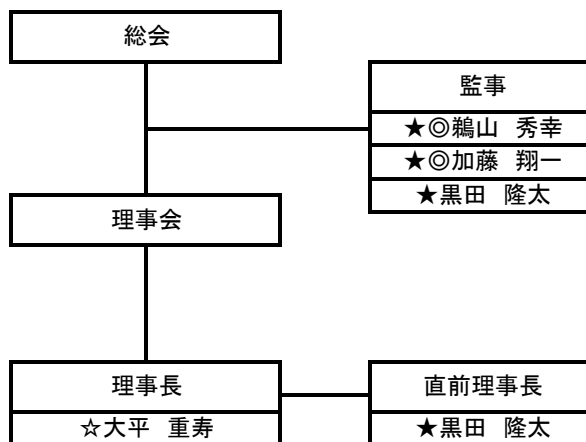 総会
監事
★◎鵜山 秀幸
★◎加藤 翔一
★黒田 隆太
理事会
理事長
☆大平 重寿
直前理事長
★黒田 隆太